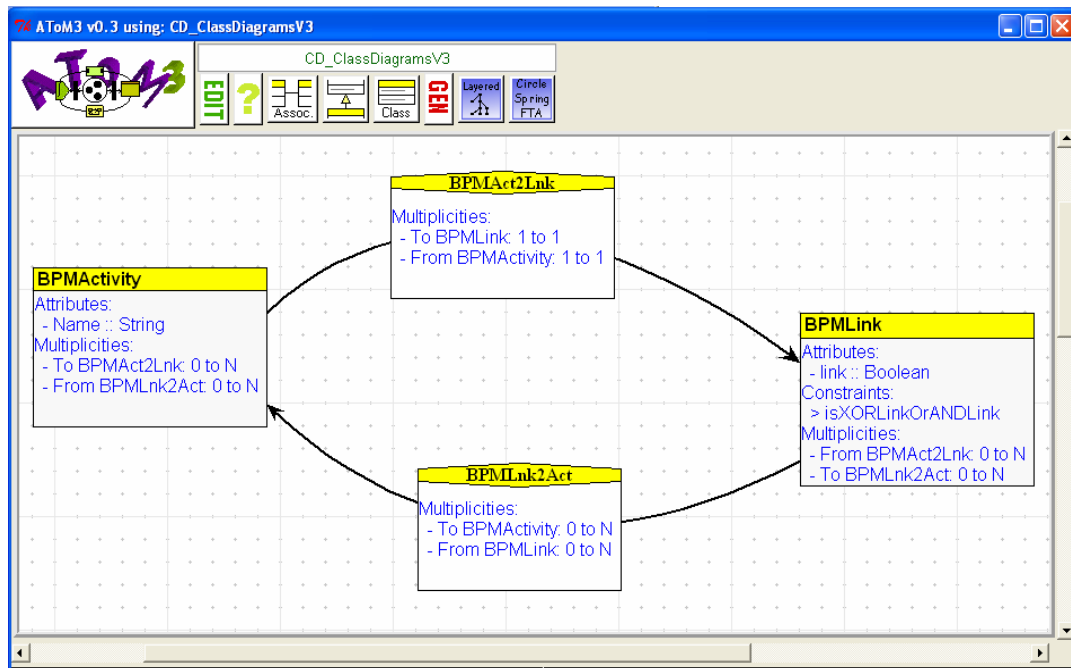 AToM3 v0.3 using: CD_ClassDiagramsV3
AToM3
CD_ClassDiagramsV3
EDIT
?
Assoc.
Class
GEN
Layered
Circle
Spring
FTA
BPMAct2Lnk
Multiplicities:
- To BPMLink: 1 to 1
- From BPMActivity: 1 to 1
BPMActivity
Attributes:
- Name :: String
Multiplicities:
- To BPMAct2Lnk: 0 to N
- From BPMLnk2Act: 0 to N
BPMLink
Attributes:
- link :: Boolean
Constraints:
> isXORLinkOrANDLink
Multiplicities:
- From BPMAct2Lnk: 0 to N
- To BPMLnk2Act: 0 to N
BPMLnk2Act
Multiplicities:
- To BPMActivity: 0 to N
- From BPMLink: 0 to N